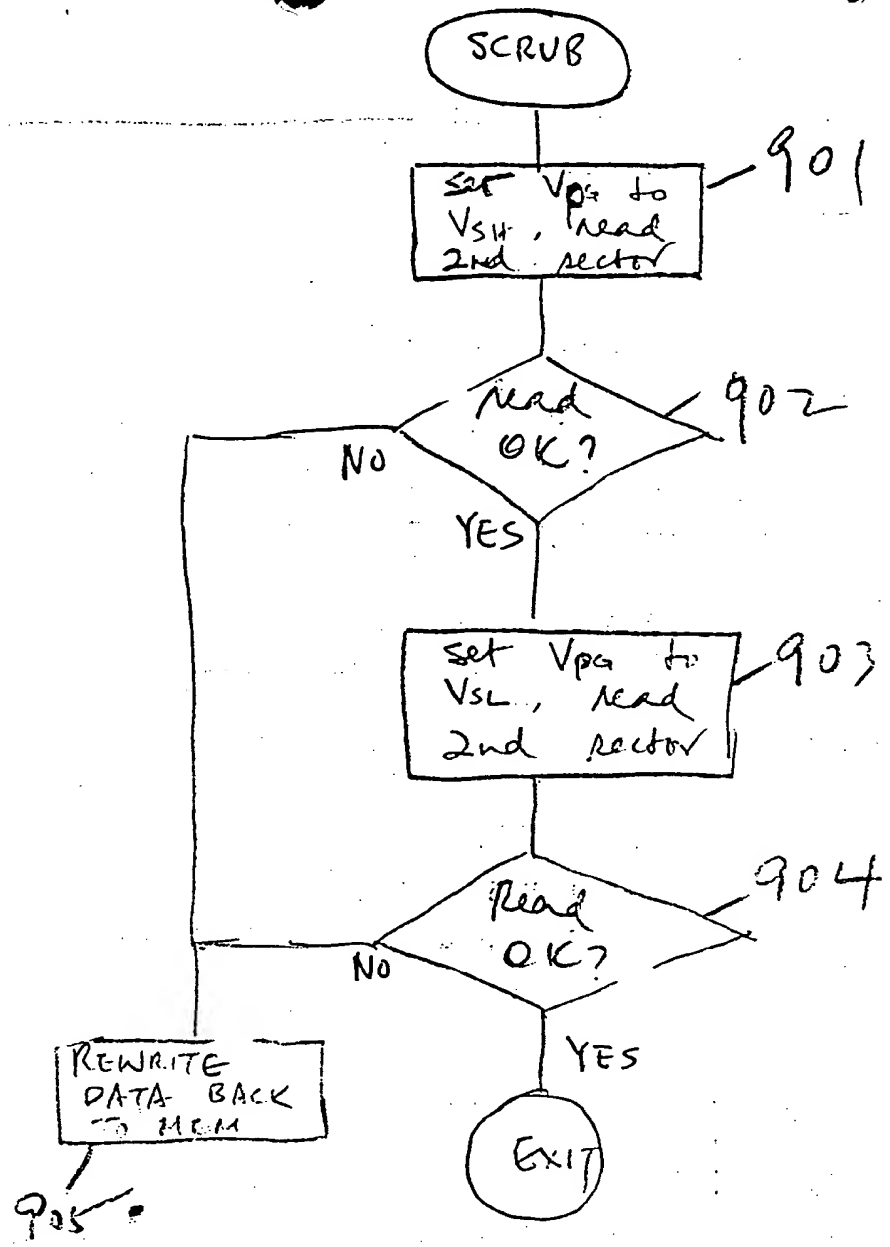 SCRUB
901
Set VPG to
VSH, read
2nd sector
902
Read
OK?
NO
YES
903
Set VPG to
VSL, read
2nd sector
904
Read
OK?
NO
YES
REWRITE
DATA BACK
TO MEM
905
EXIT